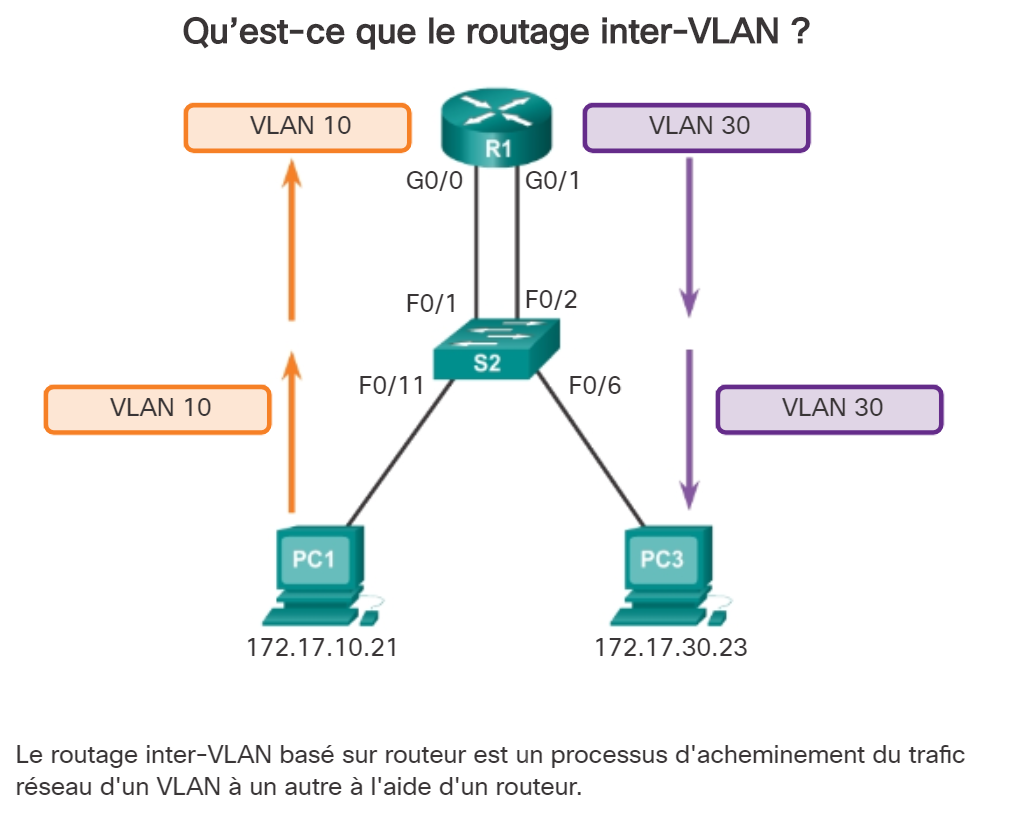 Qu'est-ce que le routage inter-VLAN ?
VLAN 10
R1
VLAN 30
G0/0
G0/1
F0/1
F0/2
S2
F0/11
F0/6
VLAN 10
VLAN 30
PC1
PC3
172.17.10.21
172.17.30.23
Le routage inter-VLAN basé sur routeur est un processus d'acheminement du trafic
réseau d'un VLAN à un autre à l'aide d'un routeur.